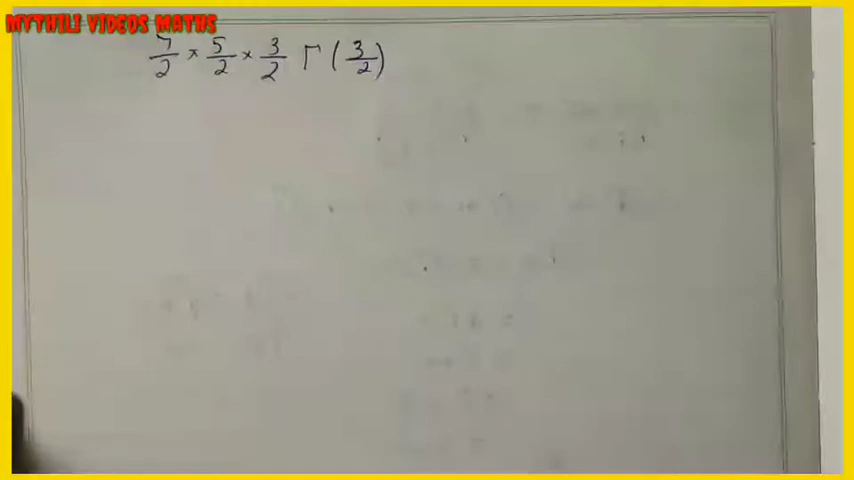 MYTHILI VIDEOS MATHS
7/2 × 5/2 × 3/2 Γ(3/2)